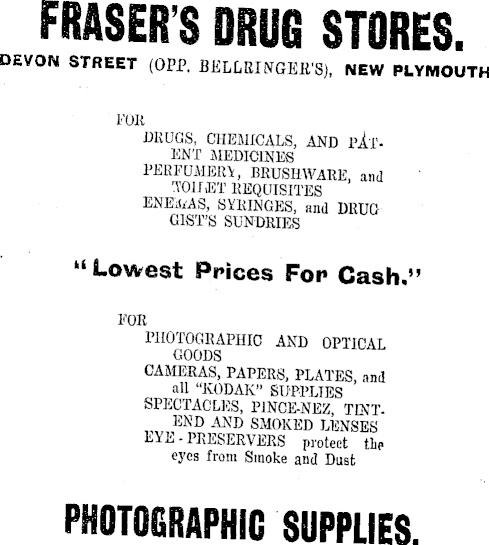 FRASER'S DRUG STORES.
DEVON STREET (OPP. BELLRINGER'S), NEW PLYMOUTH
FOR
DRUGS, CHEMICALS, AND PAT-
ENT MEDICINES
PERFUMERY, BRUSHWARE, and
TOILET REQUISITES
ENEMAS, SYRINGES, and DRUG
GIST'S SUNDRIES
"Lowest Prices For Cash."
FOR
PHOTOGRAPHIC AND OPTICAL
GOODS
CAMERAS, PAPERS, PLATES, and
all "KODAK" SUPPLIES
SPECTACLES, PINCE-NEZ, TINT-
END AND SMOKED LENSES
EYE-PRESERVERS protect the
eyes from Smoke and Dust
PHOTOGRAPHIC SUPPLIES.